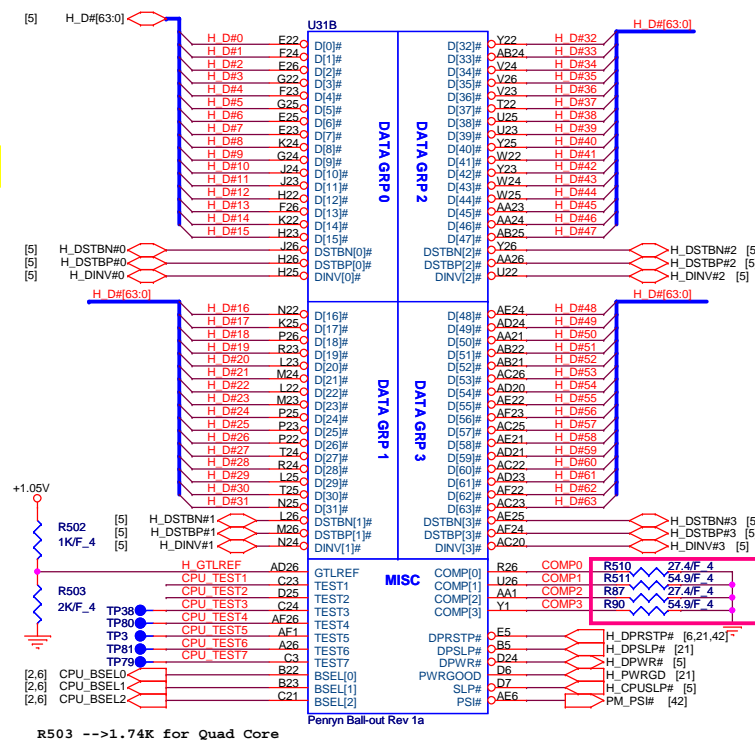 [5] H_D#[63:0] U31B H_D#[63:0]
H_D#0 E22 D[0]# D[32]# Y22 H_D#32
H_D#1 F24 D[1]# D[33]# AB24 H_D#33
H_D#2 E26 D[2]# D[34]# V24 H_D#34
H_D#3 G22 D[3]# D[35]# V26 H_D#35
H_D#4 F23 D[4]# D[36]# V23 H_D#36
H_D#5 G25 D[5]# D[37]# T22 H_D#37
H_D#6 E25 D[6]# D[38]# U25 H_D#38
H_D#7 E23 D[7]# D[39]# U23 H_D#39
H_D#8 K24 D[8]# D[40]# Y25 H_D#40
H_D#9 G24 D[9]# D[41]# W22 H_D#41
H_D#10 J24 D[10]# D[42]# Y23 H_D#42
H_D#11 J23 D[11]# D[43]# W24 H_D#43
H_D#12 H22 D[12]# D[44]# W25 H_D#44
H_D#13 F26 D[13]# D[45]# AA23 H_D#45
H_D#14 K22 D[14]# D[46]# AA24 H_D#46
H_D#15 H23 D[15]# D[47]# AB25 H_D#47
DATA GRP 0 DATA GRP 2
[5] H_DSTBN#0 J26 DSTBN[0]# DSTBN[2]# Y26 H_DSTBN#2 [5
[5] H_DSTBP#0 H26 DSTBP[0]# DSTBP[2]# AA26 H_DSTBP#2 [5
[5] H_DINV#0 H25 DINV[0]# DINV[2]# U22 H_DINV#2 [5]
H_D#[63:0] H_D#[63:0]
H_D#16 N22 D[16]# D[48]# AE24 H_D#48
H_D#17 K25 D[17]# D[49]# AD24 H_D#49
H_D#18 P26 D[18]# D[50]# AA21 H_D#50
H_D#19 R23 D[19]# D[51]# AB22 H_D#51
H_D#20 L23 D[20]# D[52]# AB21 H_D#52
H_D#21 M24 D[21]# D[53]# AC26 H_D#53
H_D#22 L22 D[22]# D[54]# AD20 H_D#54
H_D#23 M23 D[23]# D[55]# AE22 H_D#55
H_D#24 P25 D[24]# D[56]# AF23 H_D#56
H_D#25 P23 D[25]# D[57]# AC25 H_D#57
H_D#26 P22 D[26]# D[58]# AE21 H_D#58
H_D#27 T24 D[27]# D[59]# AD21 H_D#59
H_D#28 R24 D[28]# D[60]# AC22 H_D#60
H_D#29 L25 D[29]# D[61]# AD23 H_D#61
H_D#30 T25 D[30]# D[62]# AF22 H_D#62
H_D#31 N25 D[31]# D[63]# AC23 H_D#63
DATA GRP 1 DATA GRP 3
[5] H_DSTBN#1 L26 DSTBN[1]# DSTBN[3]# AE25 H_DSTBN#3 [5
[5] H_DSTBP#1 M26 DSTBP[1]# DSTBP[3]# AF24 H_DSTBP#3 [5
[5] H_DINV#1 N24 DINV[1]# DINV[3]# AC20 H_DINV#3 [5]
+1.05V
R502
1K/F_4
R503
2K/F_4
MISC
H_GTLREF AD26 GTLREF COMP[0] R26 COMP0 R510 27.4/F_4
CPU_TEST1 C23 TEST1 COMP[1] U26 COMP1 R511 54.9/F_4
CPU_TEST2 D25 TEST2 COMP[2] AA1 COMP2 R87 27.4/F_4
TP38 CPU_TEST3 C24 TEST3 COMP[3] Y1 COMP3 R90 54.9/F_4
TP80 CPU_TEST4 AF26 TEST4
TP3 CPU_TEST5 AF1 TEST5 DPRSTP# E5 H_DPRSTP# [6,21,42]
TP81 CPU_TEST6 A26 TEST6 DPSLP# B5 H_DPSLP# [21]
TP79 CPU_TEST7 C3 TEST7 DPWR# D24 H_DPWR# [5]
[2,6] CPU_BSEL0 B22 BSEL[0] PWRGOOD D6 H_PWRGD [21]
[2,6] CPU_BSEL1 B23 BSEL[1] SLP# D7 H_CPUSLP# [5]
[2,6] CPU_BSEL2 C21 BSEL[2] PSI# AE6 PM_PSI# [42]
Penryn Ball-out Rev 1a
R503 -->1.74K for Quad Core